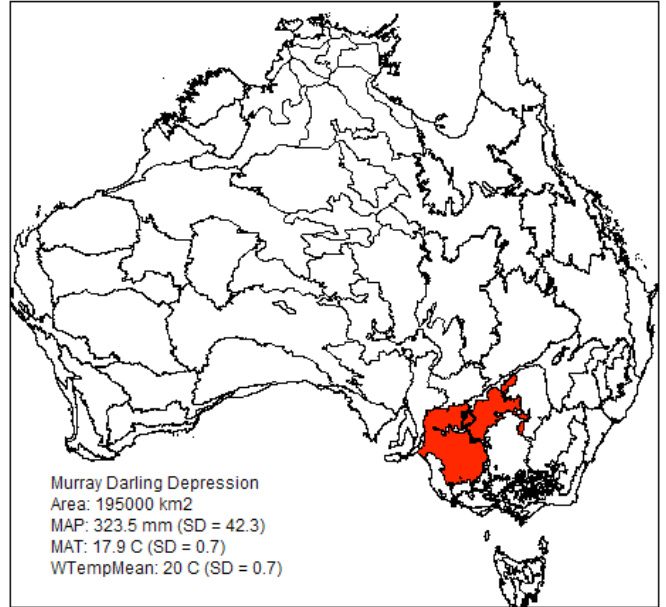 Murray Darling Depression
Area: 195000 km2
MAP: 323.5 mm (SD = 42.3)
MAT: 17.9 C (SD = 0.7)
WTempMean: 20 C (SD = 0.7)